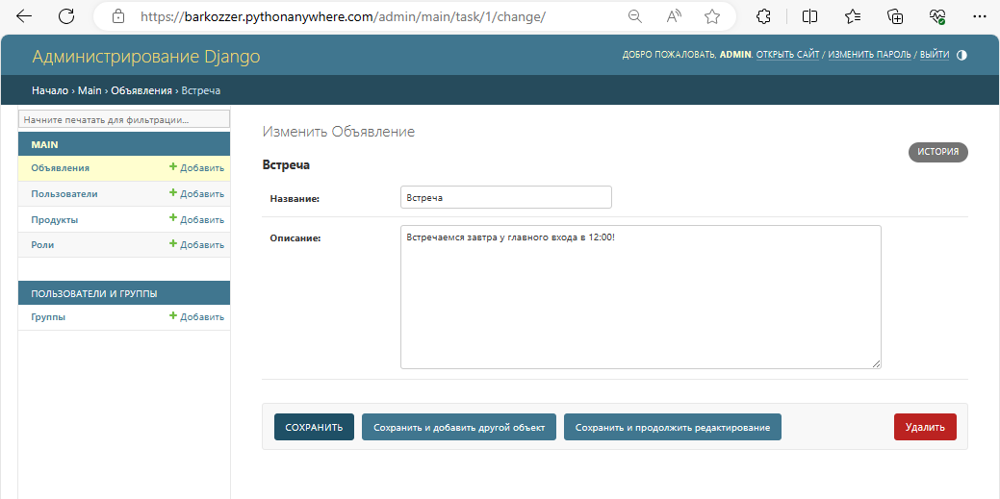 https://barkozzer.pythonanywhere.com/admin/main/task/1/change/
Администрирование Django
ДОБРО ПОЖАЛОВАТЬ, ADMIN. ОТКРЫТЬ САЙТ / ИЗМЕНИТЬ ПАРОЛЬ / ВЫЙТИ
Начало › Main › Объявления › Встреча
Начните печатать для фильтрации...
MAIN
Объявления + Добавить
Пользователи + Добавить
Продукты + Добавить
Роли + Добавить
ПОЛЬЗОВАТЕЛИ И ГРУППЫ
Группы + Добавить
Изменить Объявление
ИСТОРИЯ
Встреча
Название: Встреча
Описание: Встречаемся завтра у главного входа в 12:00!
СОХРАНИТЬ Сохранить и добавить другой объект Сохранить и продолжить редактирование Удалить